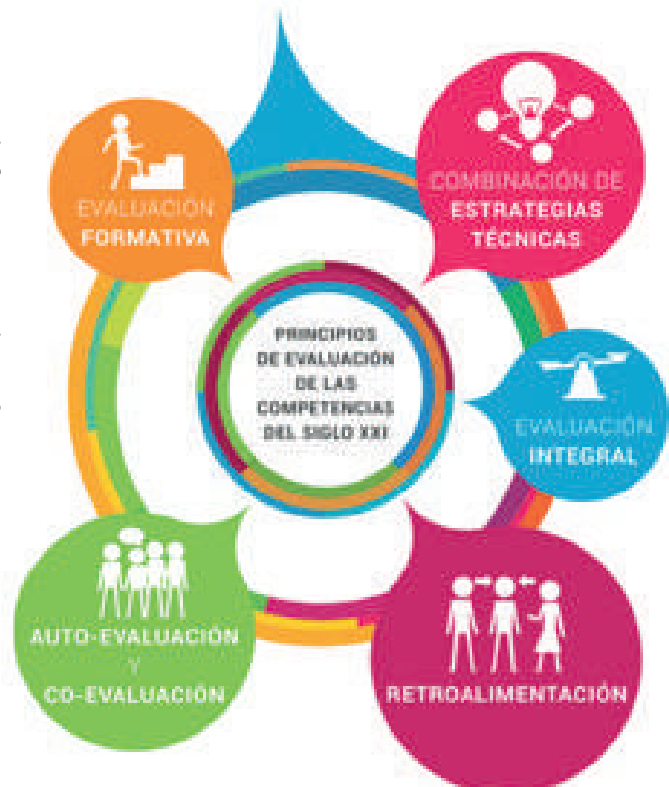 EVALUACIÓN
FORMATIVA
COMBINACIÓN DE
ESTRATEGIAS
TÉCNICAS
PRINCIPIOS
DE EVALUACIÓN
DE LAS
COMPETENCIAS
DEL SIGLO XXI
EVALUACIÓN
INTEGRAL
AUTO-EVALUACIÓN
Y
CO-EVALUACIÓN
RETROALIMENTACIÓN